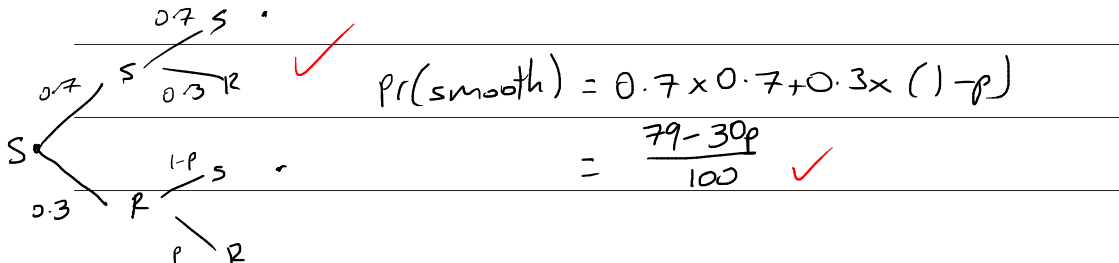 0.7 S
0.7 S
0.3 R
S
1-p S
0.3 R
p R
Pr(smooth) = 0.7 × 0.7 + 0.3 × (1-p)
= 79 - 30p
100